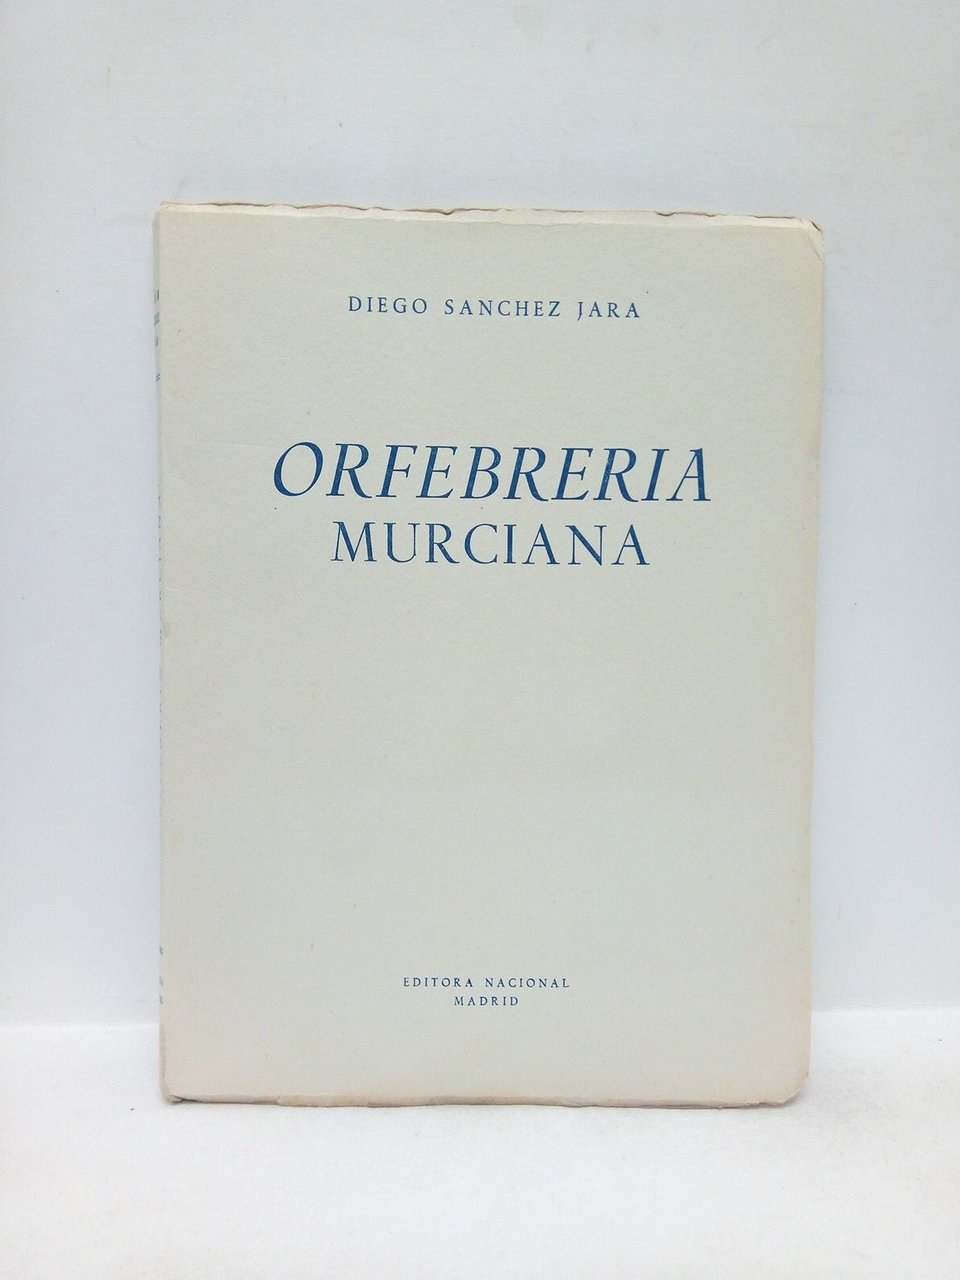 DIEGO SANCHEZ JARA
ORFEBRERIA
MURCIANA
EDITORA NACIONAL
MADRID